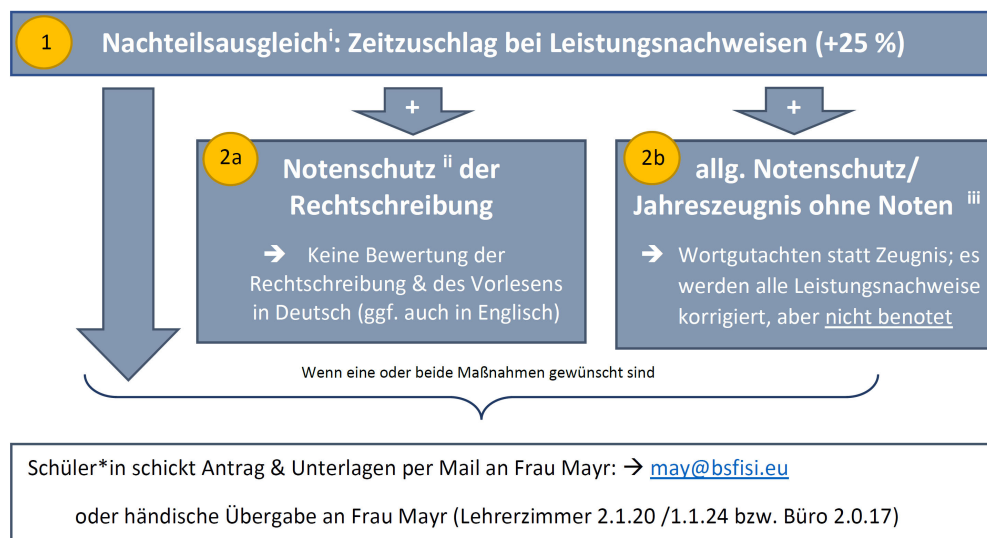 1 Nachteilsausgleichⁱ: Zeitzuschlag bei Leistungsnachweisen (+25 %)
+ +
2a
Notenschutz ⁱⁱ der
Rechtschreibung
➔ Keine Bewertung der
Rechtschreibung & des Vorlesens
in Deutsch (ggf. auch in Englisch)
2b
allg. Notenschutz/
Jahreszeugnis ohne Noten ⁱⁱⁱ
➔ Wortgutachten statt Zeugnis; es
werden alle Leistungsnachweise
korrigiert, aber nicht benotet
Wenn eine oder beide Maßnahmen gewünscht sind
Schüler*in schickt Antrag & Unterlagen per Mail an Frau Mayr: ➔ may@bsfisi.eu
oder händische Übergabe an Frau Mayr (Lehrerzimmer 2.1.20 /1.1.24 bzw. Büro 2.0.17)